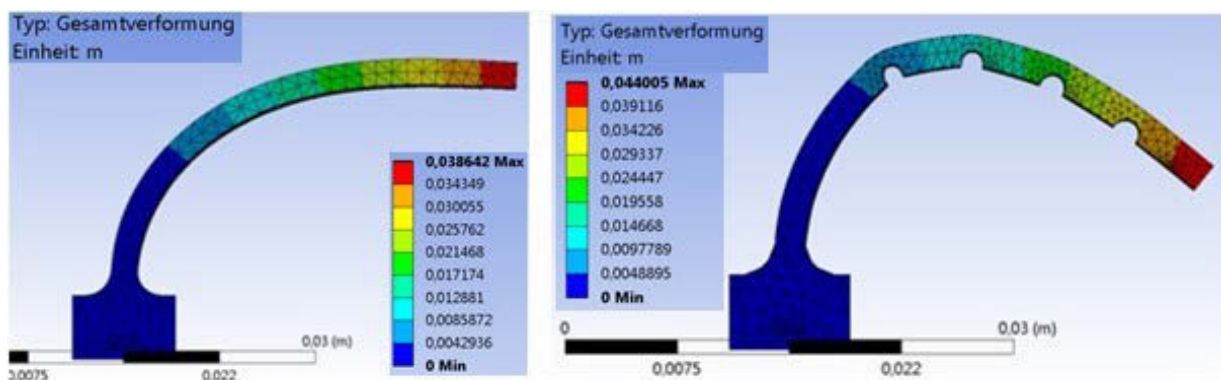 Typ: Gesamtverformung
Einheit: m
0,038642 Max
0,034349
0,030055
0,025762
0,021468
0,017174
0,012881
0,0085872
0,0042936
0 Min
0,03 (m)
0,0075
0,022
Typ: Gesamtverformung
Einheit: m
0,044005 Max
0,039116
0,034226
0,029337
0,024447
0,019558
0,014668
0,0097789
0,0048895
0 Min
0
0,03 (m)
0,0075
0,022